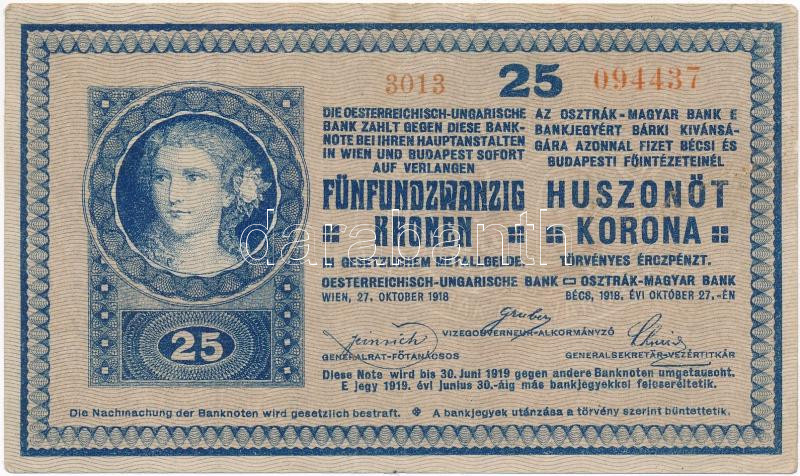 3013 25 094437
DIE OESTERREICHISCH-UNGARISCHE
BANK ZAHLT GEGEN DIESE BANK-
NOTE BEI IHREN HAUPTANSTALTEN
IN WIEN UND BUDAPEST SOFORT
AUF VERLANGEN
FÜNFUNDZWANZIG
KRONEN
IN GESETZLICHEM METALLGELDE.
AZ OSZTRÁK-MAGYAR BANK E
BANKJEGYÉRT BÁRKI KIVÁNSÁ-
GÁRA AZONNAL FIZET BÉCSI ÉS
BUDAPESTI FŐINTÉZETEINÉL
HUSZONÖT
KORONA
TÖRVÉNYES ÉRCZPÉNZT.
darabanth
OESTERREICHISCH-UNGARISCHE BANK OSZTRÁK-MAGYAR BANK
WIEN, 27. OKTOBER 1918 BÉCS, 1918. ÉVI OKTÓBER 27.-ÉN
Gruber
VIZEGOUVERNEUR-ALKORMÁNYZÓ
GENERALRAT-FŐTANÁCSOS
GENERALSEKRETÄR-VEZÉRTITKÁR
25
Diese Note wird bis 30. Juni 1919 gegen andere Banknoten umgetauscht.
E jegy 1919. évi junius 30.-áig más bankjegyekkel felcseréltetik.
Die Nachmachung der Banknoten wird gesetzlich bestraft. A bankjegyek utánzása a törvény szerint büntettetik.